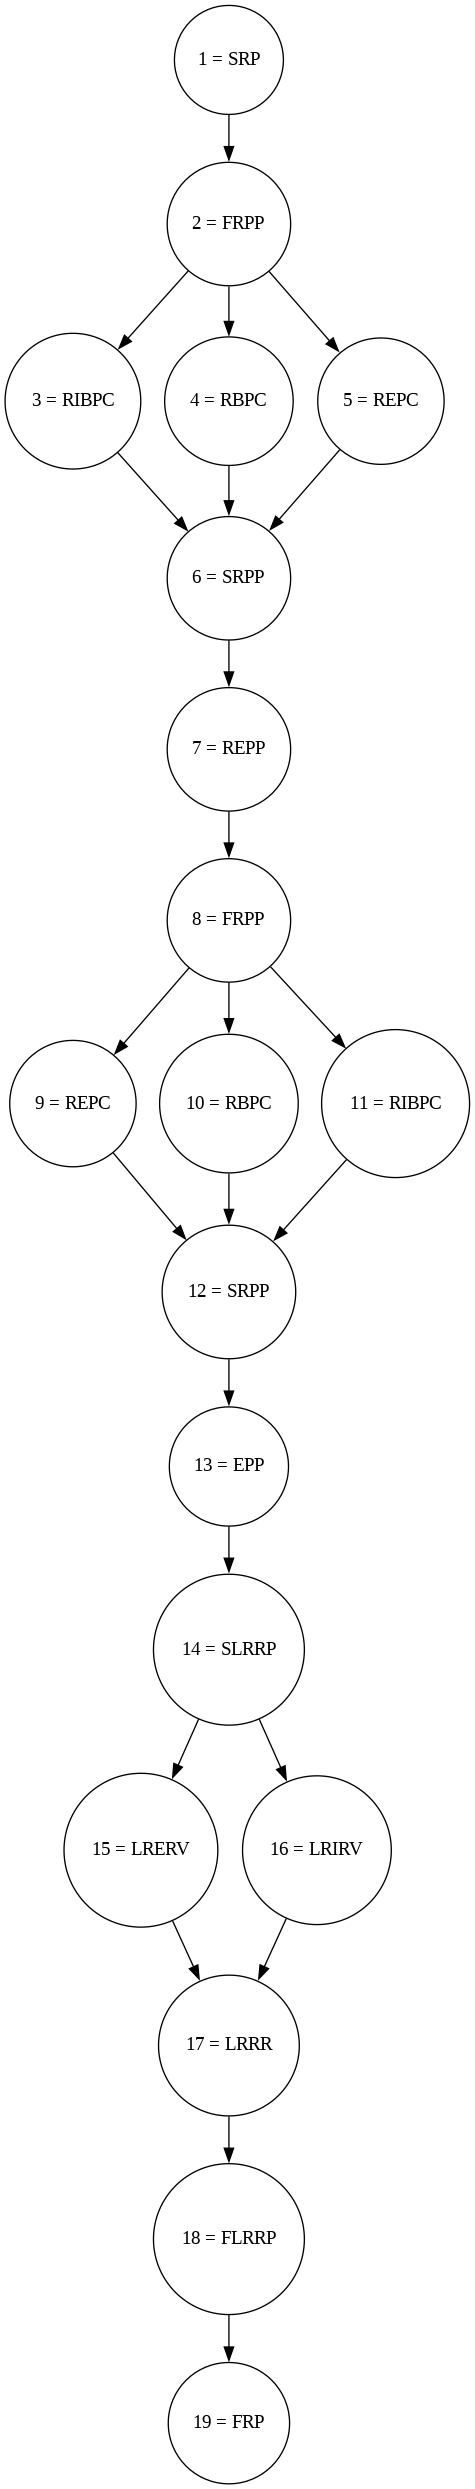 1 = SRP
2 = FRPP
3 = RIBPC
4 = RBPC
5 = REPC
6 = SRPP
7 = REPP
8 = FRPP
9 = REPC
10 = RBPC
11 = RIBPC
12 = SRPP
13 = EPP
14 = SLRRP
15 = LRERV
16 = LRIRV
17 = LRRR
18 = FLRRP
19 = FRP